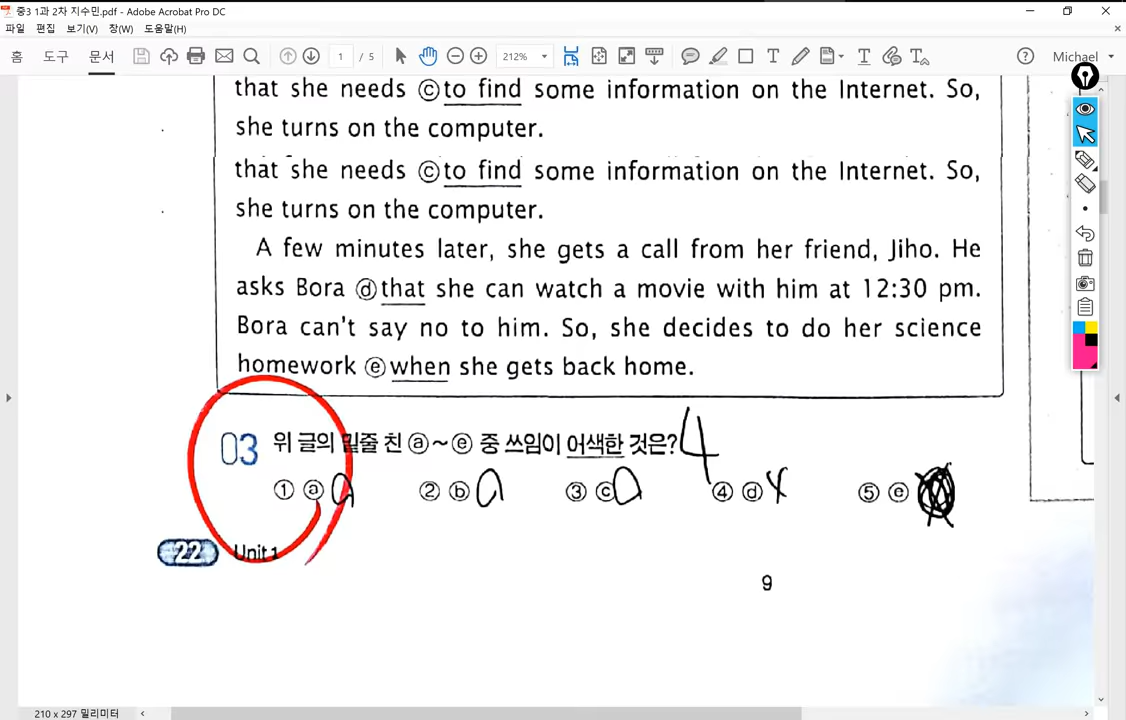 중3 1과 2차 지수민.pdf - Adobe Acrobat Pro DC
파일 편집 보기(V) 창(W) 도움말(H)
홈 도구 문서 1 / 5 212% Michael
that she needs ⓒto find some information on the Internet. So,
she turns on the computer.
that she needs ⓒto find some information on the Internet. So,
she turns on the computer.
A few minutes later, she gets a call from her friend, Jiho. He
asks Bora ⓓthat she can watch a movie with him at 12:30 pm.
Bora can't say no to him. So, she decides to do her science
homework ⓔwhen she gets back home.
03 위 글의 밑줄 친 ⓐ~ⓔ 중 쓰임이 어색한 것은? 4
① ⓐ ② ⓑ ③ ⓒ ④ ⓓ ⑤ ⓔ
22 Unit 1
9
210 x 297 밀리미터